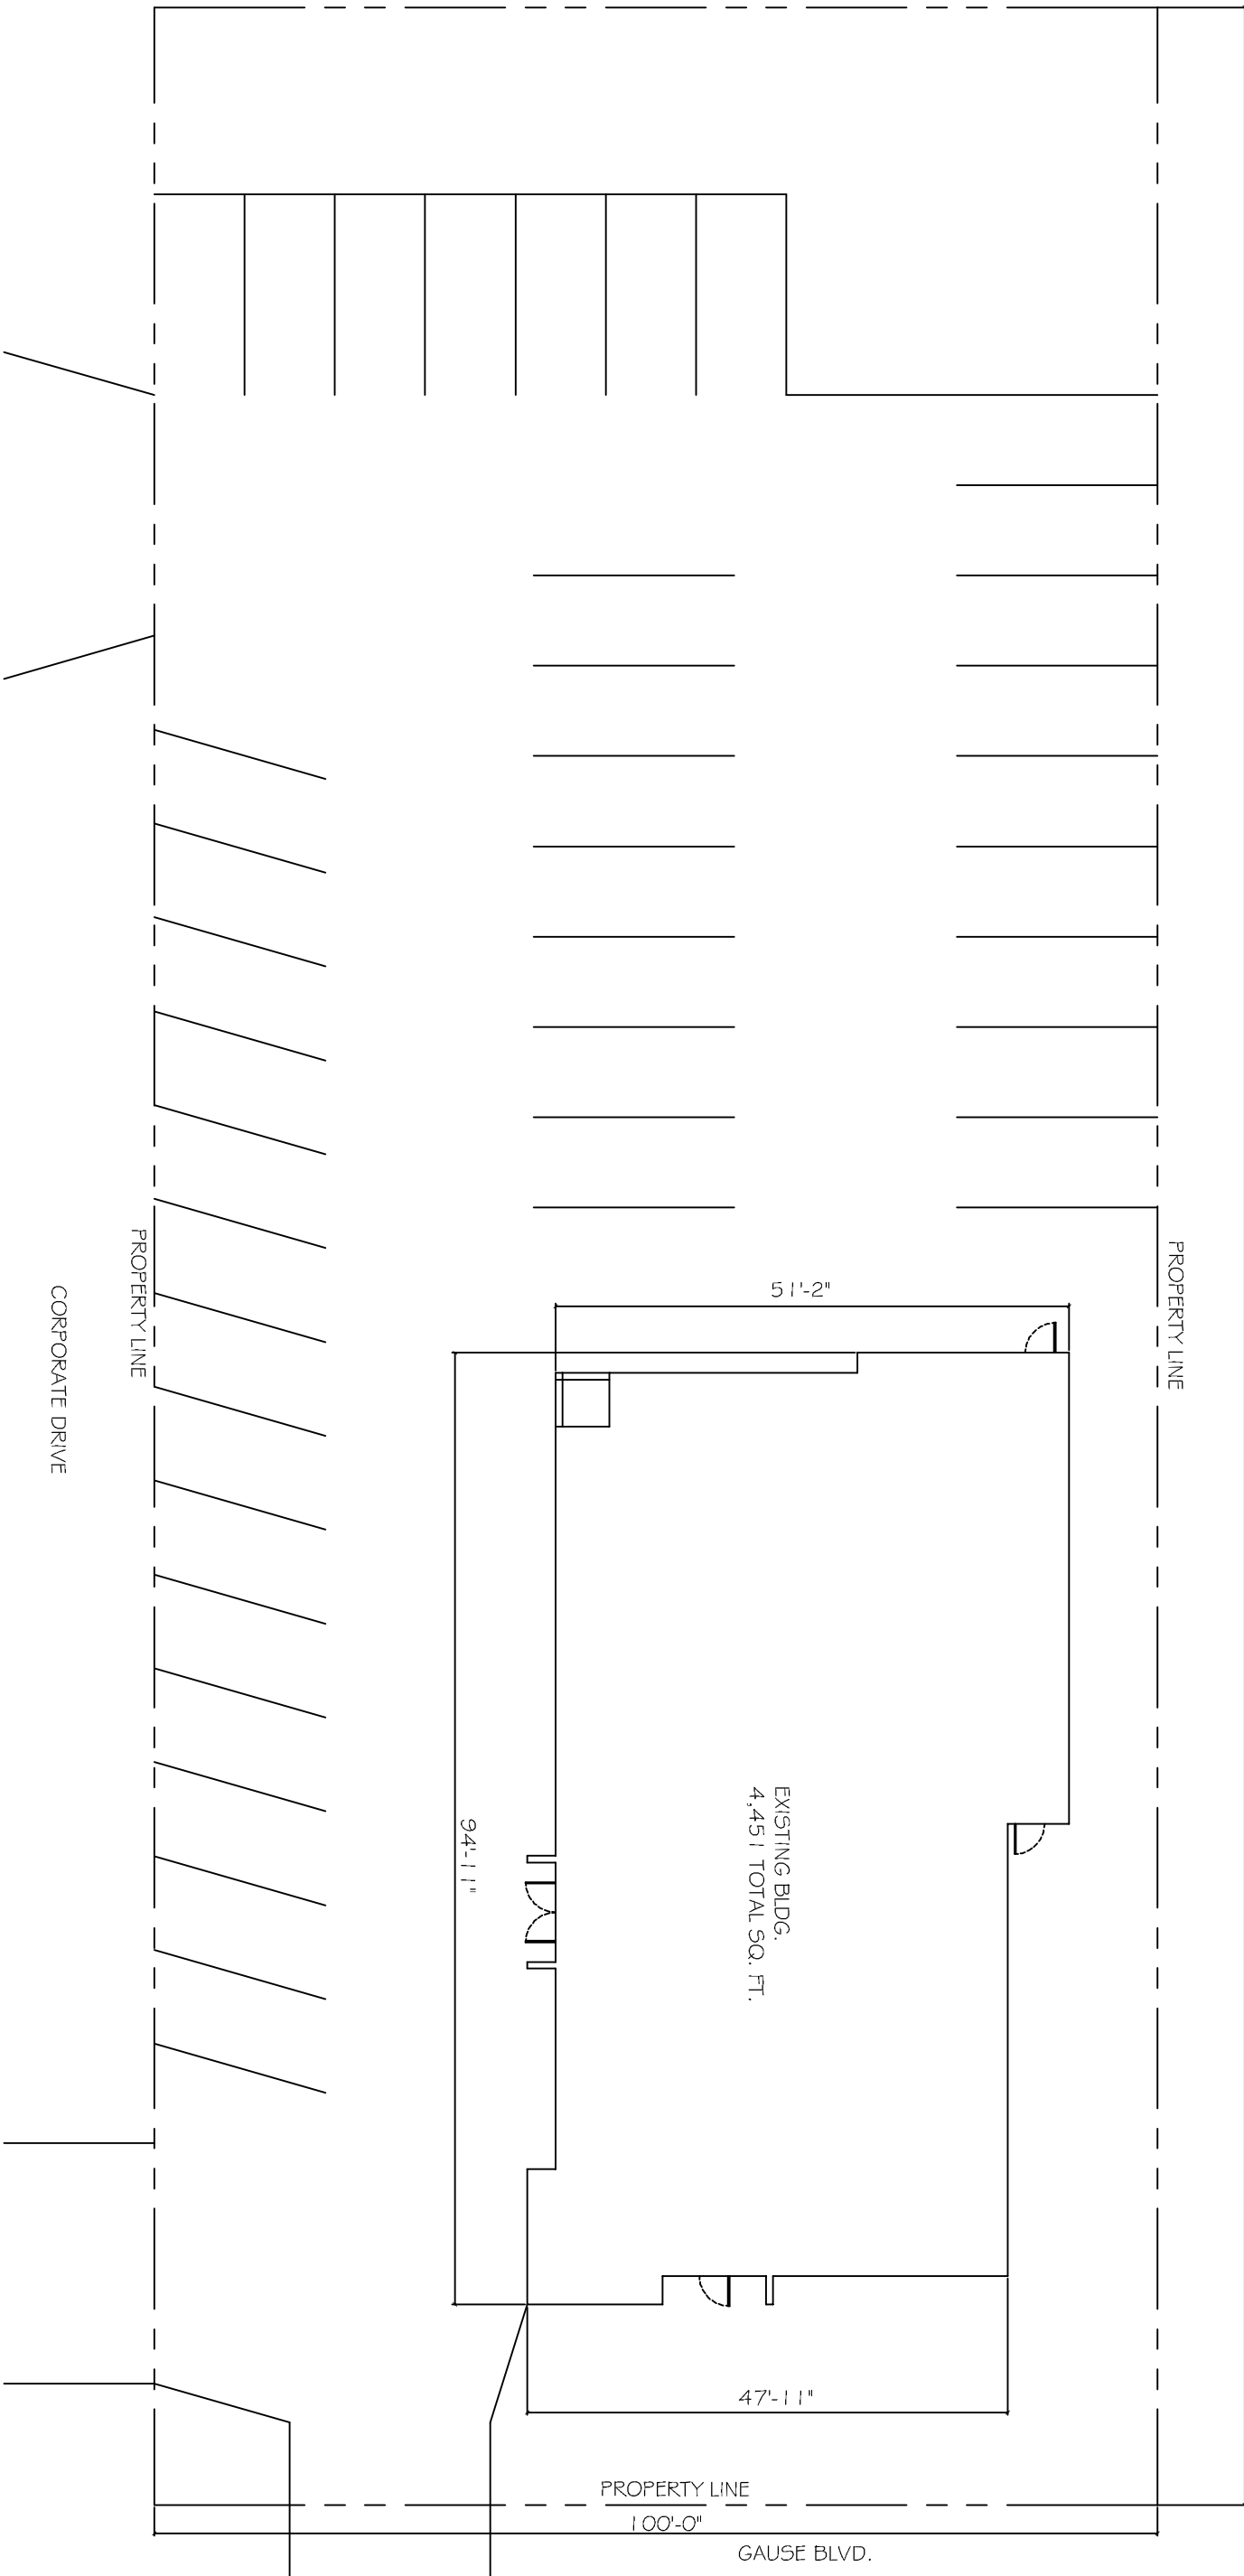 PROPERTY LINE
PROPERTY LINE
CORPORATE DRIVE
51'-2"
EXISTING BLDG.
4,451 TOTAL SQ. FT.
94'-11"
47'-11"
PROPERTY LINE
100'-0"
GAUSE BLVD.